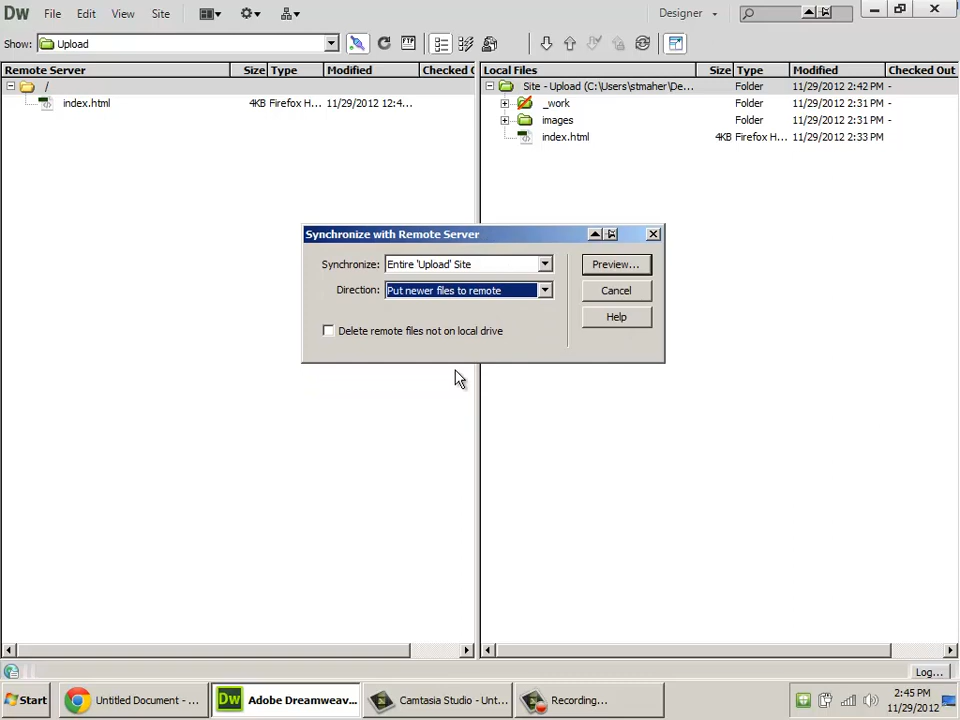 Dw File Edit View Site Designer
Show: Upload
Remote Server Size Type Modified Checked O
/
index.html 4KB Firefox H... 11/29/2012 12:4...
Local Files Size Type Modified Checked Out
Site - Upload (C:\Users\stmaher\De... Folder 11/29/2012 2:42 PM -
_work Folder 11/29/2012 2:31 PM -
images Folder 11/29/2012 2:31 PM -
index.html 4KB Firefox H... 11/29/2012 2:33 PM
Synchronize with Remote Server
Synchronize: Entire 'Upload' Site Preview...
Direction: Put newer files to remote Cancel
Help
Delete remote files not on local drive
Log...
Start Untitled Document - ... Dw Adobe Dreamweav... Camtasia Studio - Unt... Recording... 2:45 PM
11/29/2012